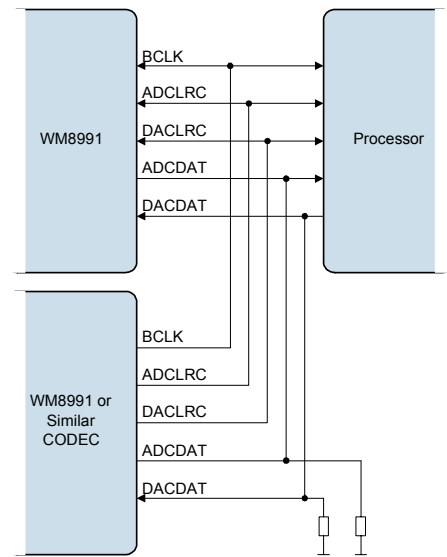 BCLK
ADCLRC
WM8991
DACLRC
Processor
ADCDAT
DACDAT
BCLK
ADCLRC
WM8991 or
Similar
CODEC
DACLRC
ADCDAT
DACDAT